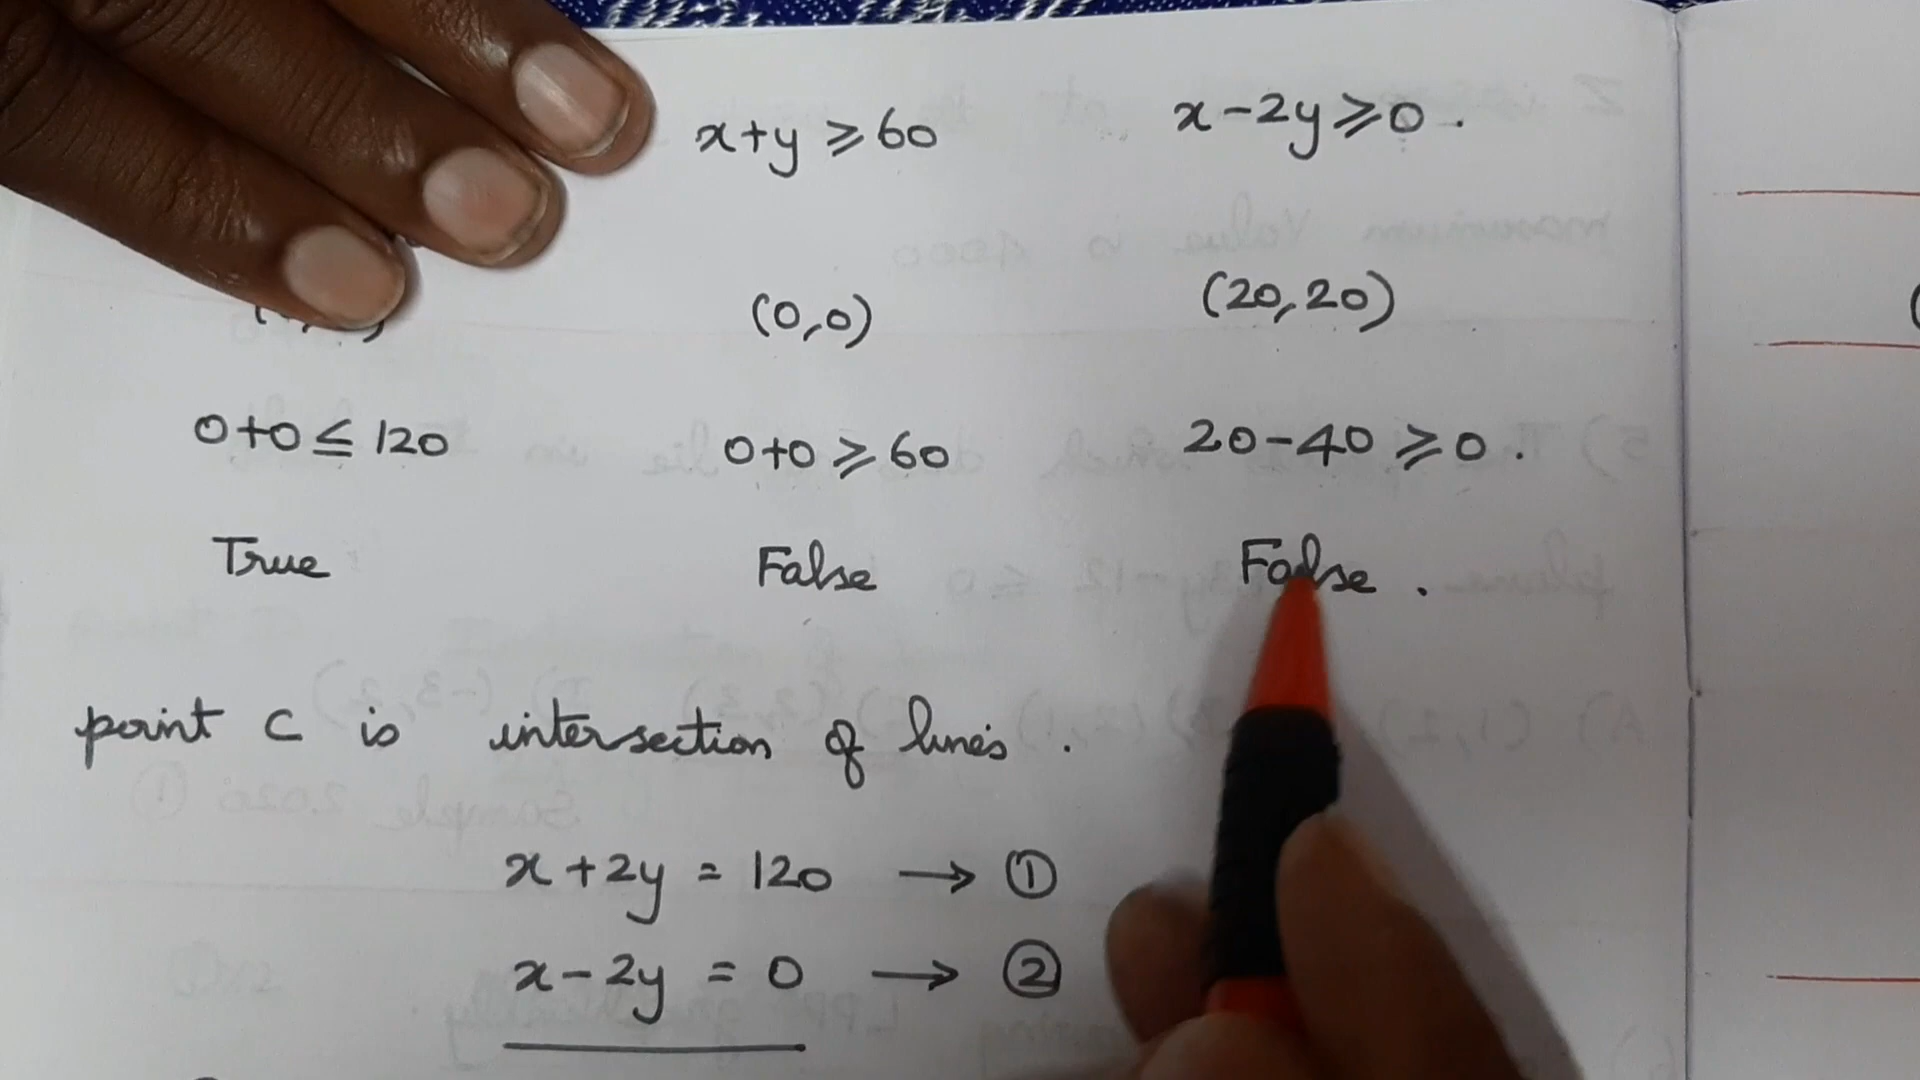 x+y ⩾ 60 x-2y ⩾ 0.
(0,0) (20,20)
0+0 ≤ 120 0+0 ⩾ 60 20-40 ⩾ 0.
True False False.
point C is intersection of lines.
x+2y = 120 → ①
x-2y = 0 → ②